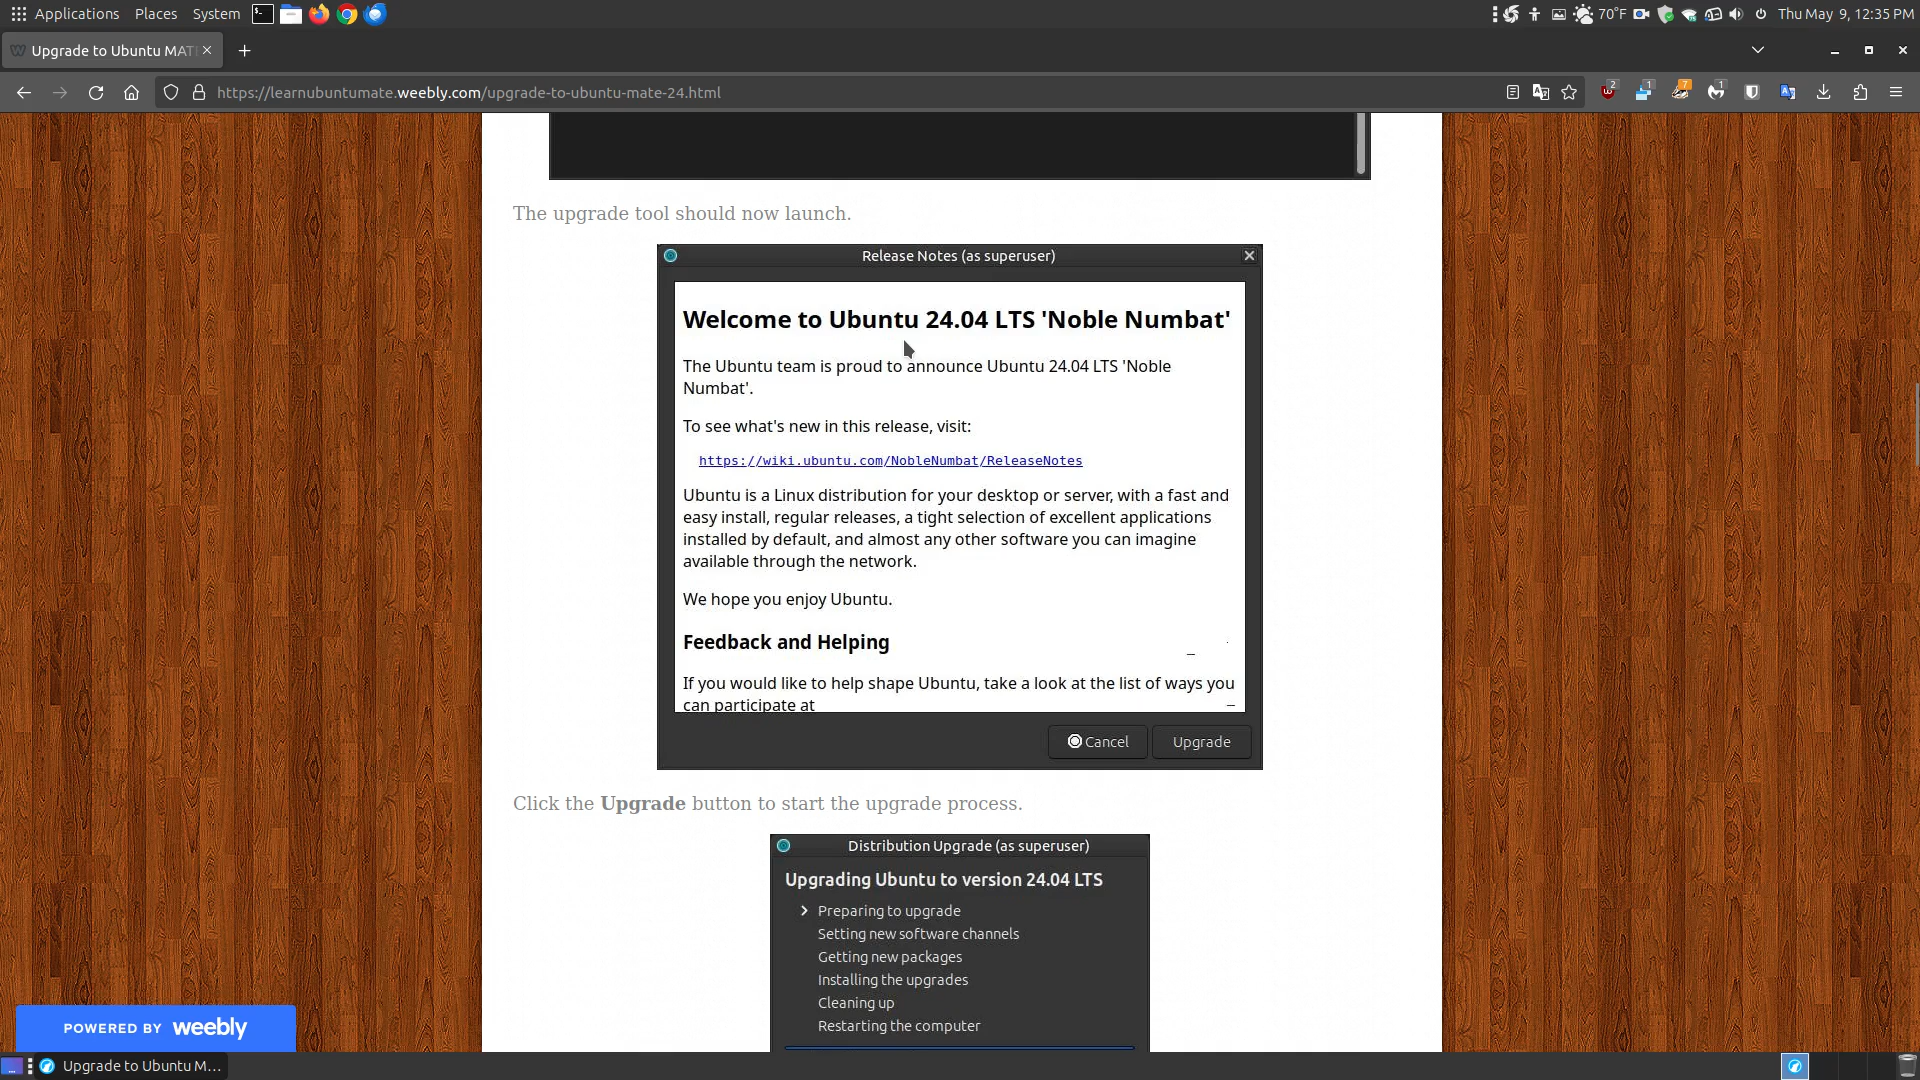 Applications Places System 70°F Thu May 9, 12:35 PM
Upgrade to Ubuntu MAT
https://learnubuntumate.weebly.com/upgrade-to-ubuntu-mate-24.html 2 1 7 1
The upgrade tool should now launch.
Release Notes (as superuser)
Welcome to Ubuntu 24.04 LTS 'Noble Numbat'
The Ubuntu team is proud to announce Ubuntu 24.04 LTS 'Noble
Numbat'.
To see what's new in this release, visit:
https://wiki.ubuntu.com/NobleNumbat/ReleaseNotes
Ubuntu is a Linux distribution for your desktop or server, with a fast and
easy install, regular releases, a tight selection of excellent applications
installed by default, and almost any other software you can imagine
available through the network.
We hope you enjoy Ubuntu.
Feedback and Helping
If you would like to help shape Ubuntu, take a look at the list of ways you
can participate at
Cancel Upgrade
Click the Upgrade button to start the upgrade process.
Distribution Upgrade (as superuser)
Upgrading Ubuntu to version 24.04 LTS
Preparing to upgrade
Setting new software channels
Getting new packages
Installing the upgrades
Cleaning up
Restarting the computer
POWERED BY weebly
Upgrade to Ubuntu M...